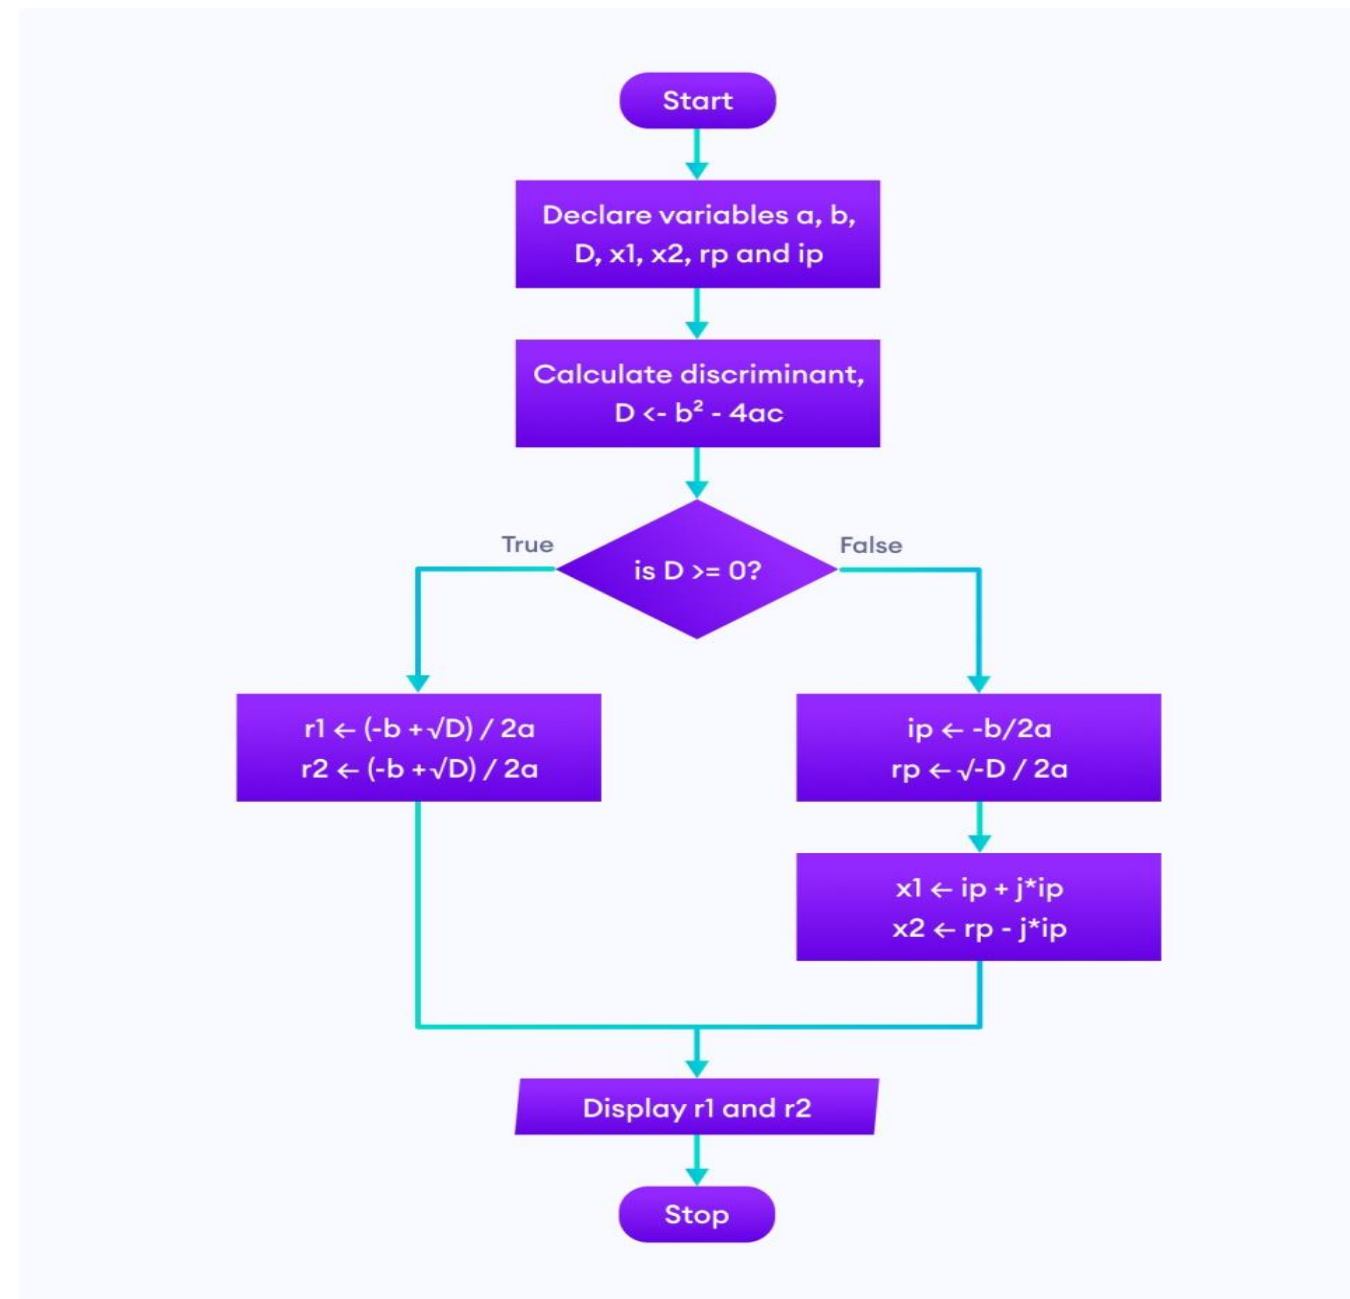 Start
Declare variables a, b,
D, x1, x2, rp and ip
Calculate discriminant,
D <- b² - 4ac
is D >= 0?
True
False
r1 ← (-b +√D) / 2a
r2 ← (-b +√D) / 2a
ip ← -b/2a
rp ← √-D / 2a
x1 ← ip + j*ip
x2 ← rp - j*ip
Display r1 and r2
Stop